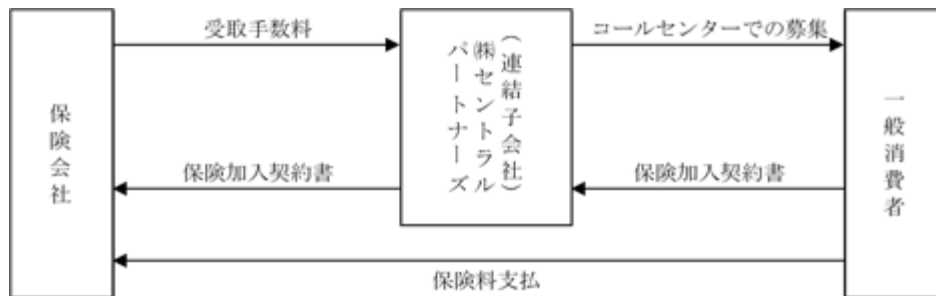 受取手数料
コールセンターでの募集
保険会社
(連結子会社)
㈱セントラル
パートナーズ
一般消費者
保険加入契約書
保険加入契約書
保険料支払